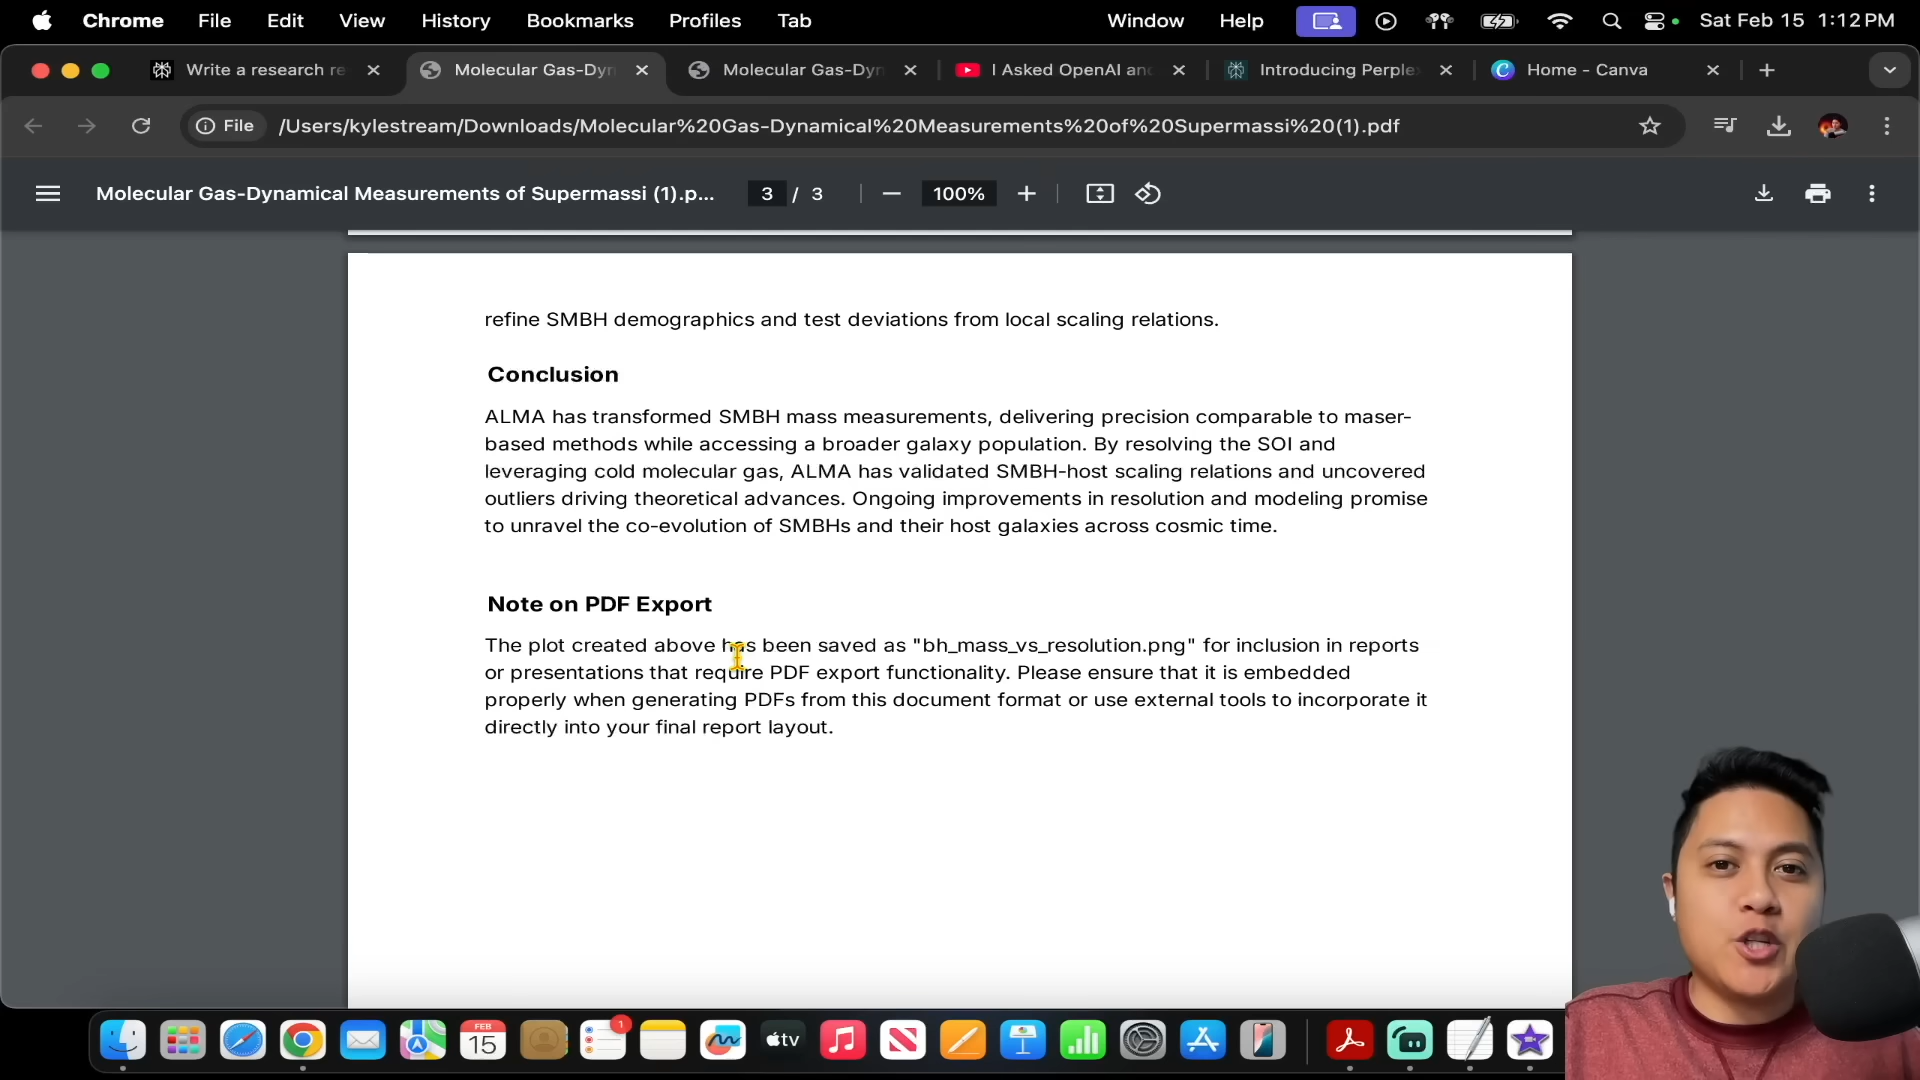 Chrome File Edit View History Bookmarks Profiles Tab Window Help Sat Feb 15 1:12 PM
Write a research re Molecular Gas-Dyn Molecular Gas-Dyn I Asked OpenAI and Introducing Perple Home - Canva
File /Users/kylestream/Downloads/Molecular%20Gas-Dynamical%20Measurements%20of%20Supermassi%20(1).pdf
Molecular Gas-Dynamical Measurements of Supermassi (1).p... 3 / 3 100%
refine SMBH demographics and test deviations from local scaling relations.
Conclusion
ALMA has transformed SMBH mass measurements, delivering precision comparable to maser-
based methods while accessing a broader galaxy population. By resolving the SOI and
leveraging cold molecular gas, ALMA has validated SMBH-host scaling relations and uncovered
outliers driving theoretical advances. Ongoing improvements in resolution and modeling promise
to unravel the co-evolution of SMBHs and their host galaxies across cosmic time.
Note on PDF Export
The plot created above has been saved as "bh_mass_vs_resolution.png" for inclusion in reports
or presentations that require PDF export functionality. Please ensure that it is embedded
properly when generating PDFs from this document format or use external tools to incorporate it
directly into your final report layout.
FEB
15
1
tv